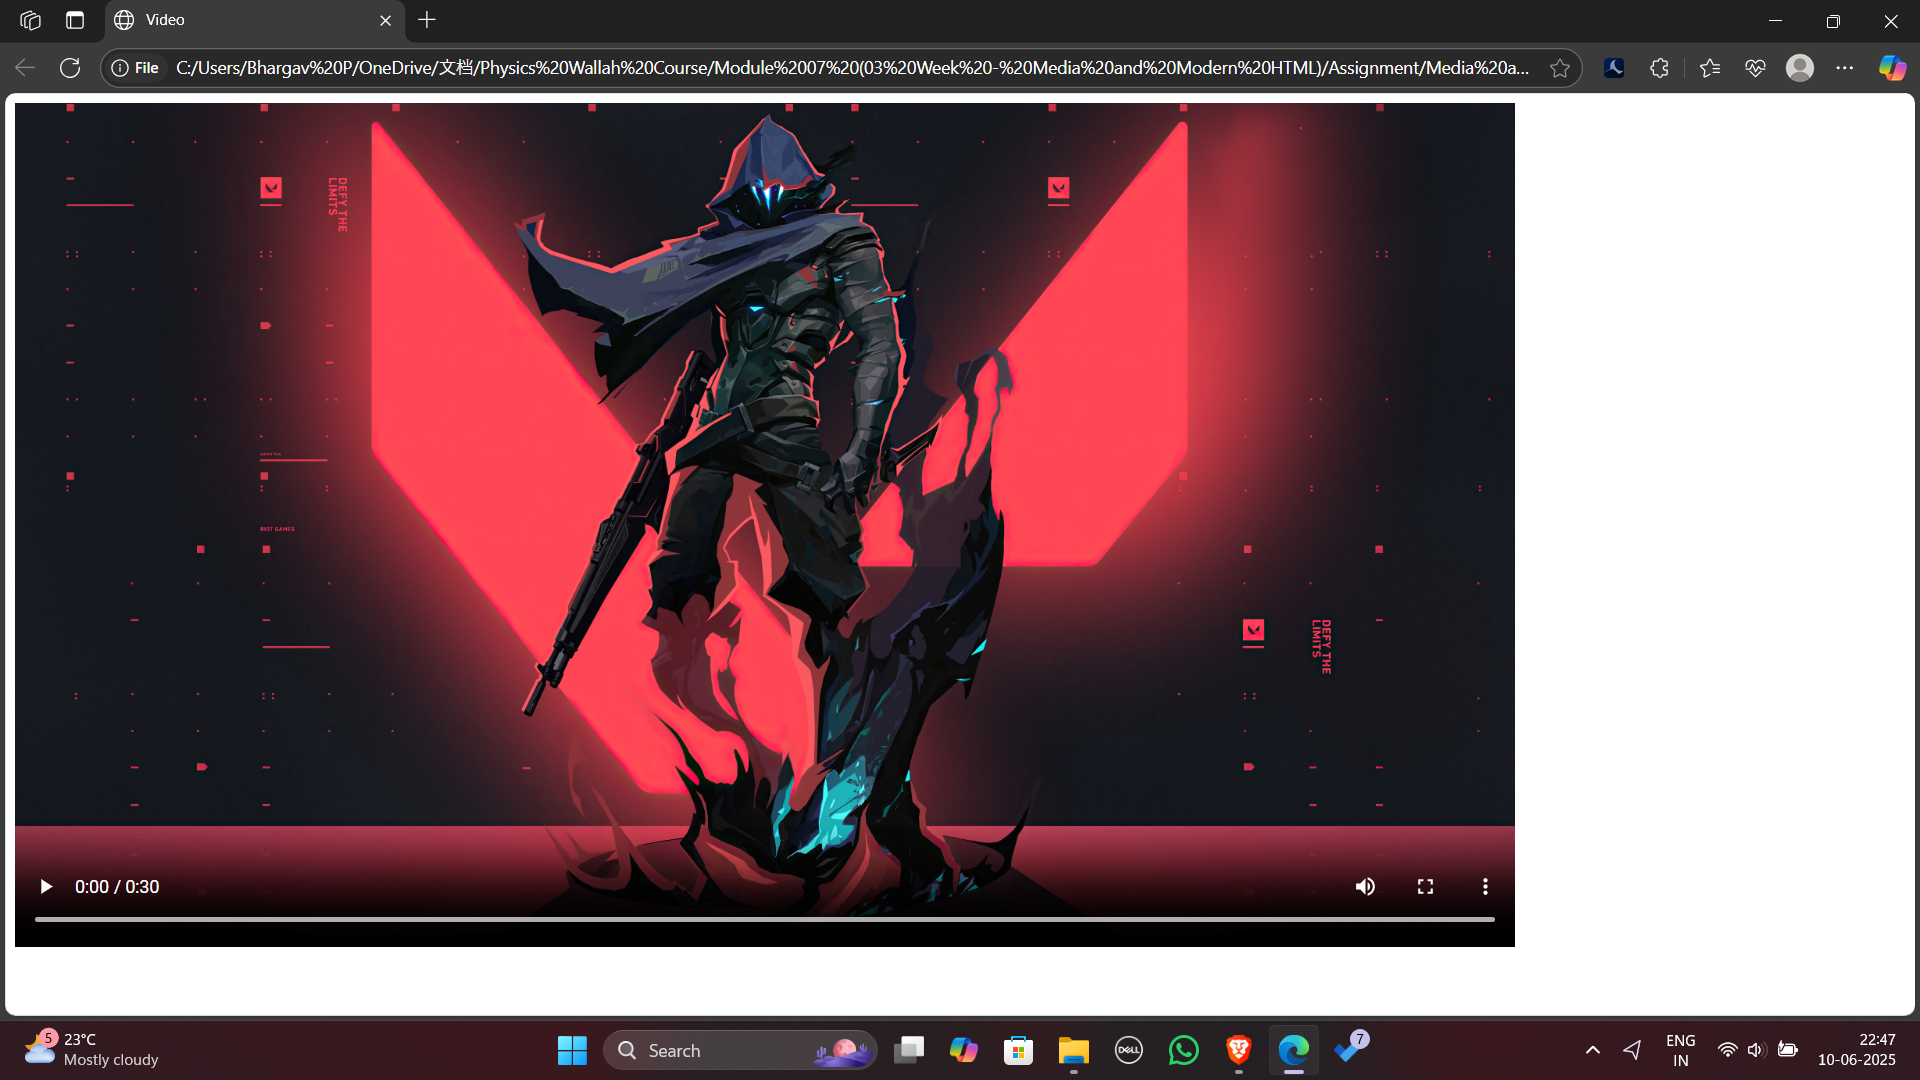 Video
File
C:/Users/Bhargav%20P/OneDrive/文档/Physics%20Wallah%20Course/Module%2007%20(03%20Week%20-%20Media%20and%20Modern%20HTML)/Assignment/Media%20a...
DEFY THE
LIMITS
RIOT GAMES
DEFY THE
LIMITS
0:00 / 0:30
5
23°C
Mostly cloudy
Search
DELL
7
ENG
IN
22:47
10-06-2025